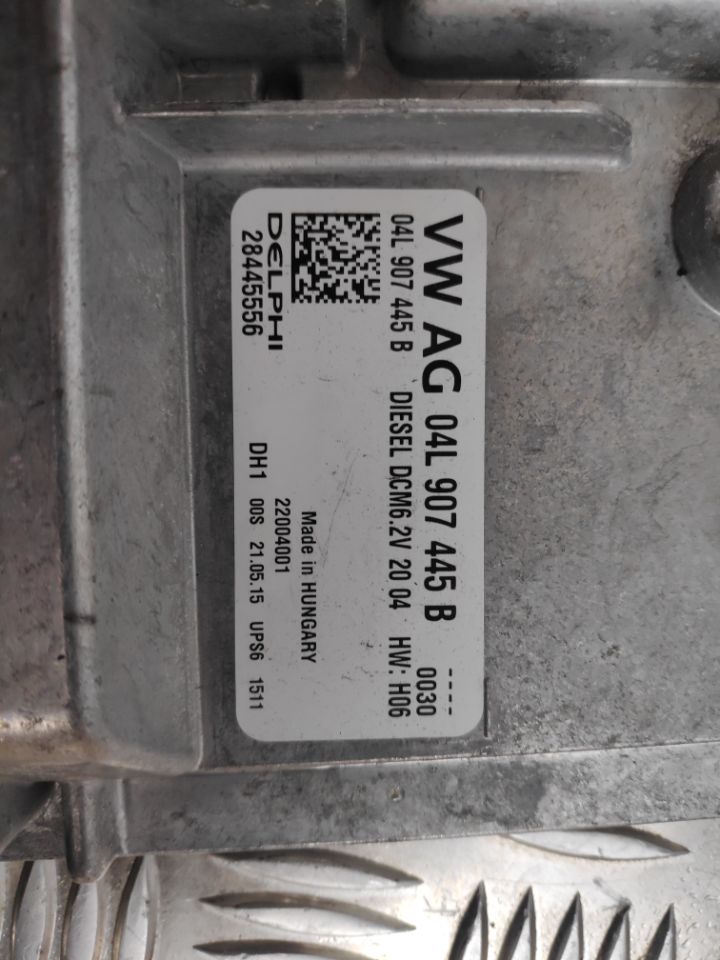 VW AG 04L 907 445 B ----
04L 907 445 B DIESEL DCM6.2V 20 04 HW: H06
0030
DELPHI
28445556
Made in HUNGARY
22004001
DH1 00S 21.05.15 UPS6 1511